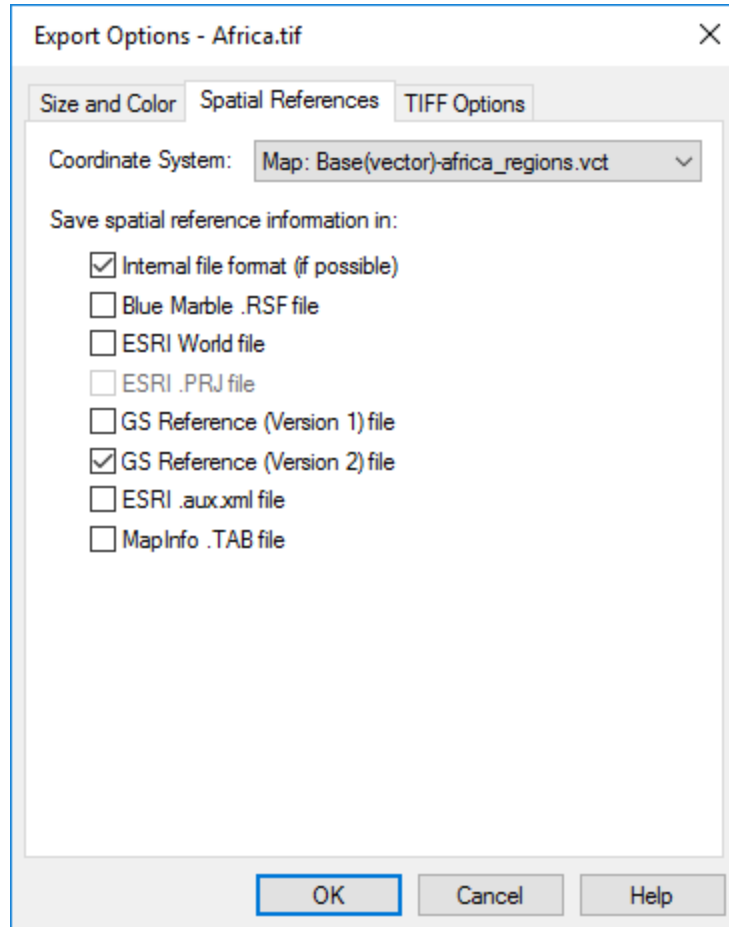 Export Options - Africa.tif
Size and Color Spatial References TIFF Options
Coordinate System: Map: Base(vector)-africa_regions.vct
Save spatial reference information in:
Internal file format (if possible)
Blue Marble .RSF file
ESRI World file
ESRI .PRJ file
GS Reference (Version 1) file
GS Reference (Version 2) file
ESRI .aux.xml file
MapInfo .TAB file
OK Cancel Help